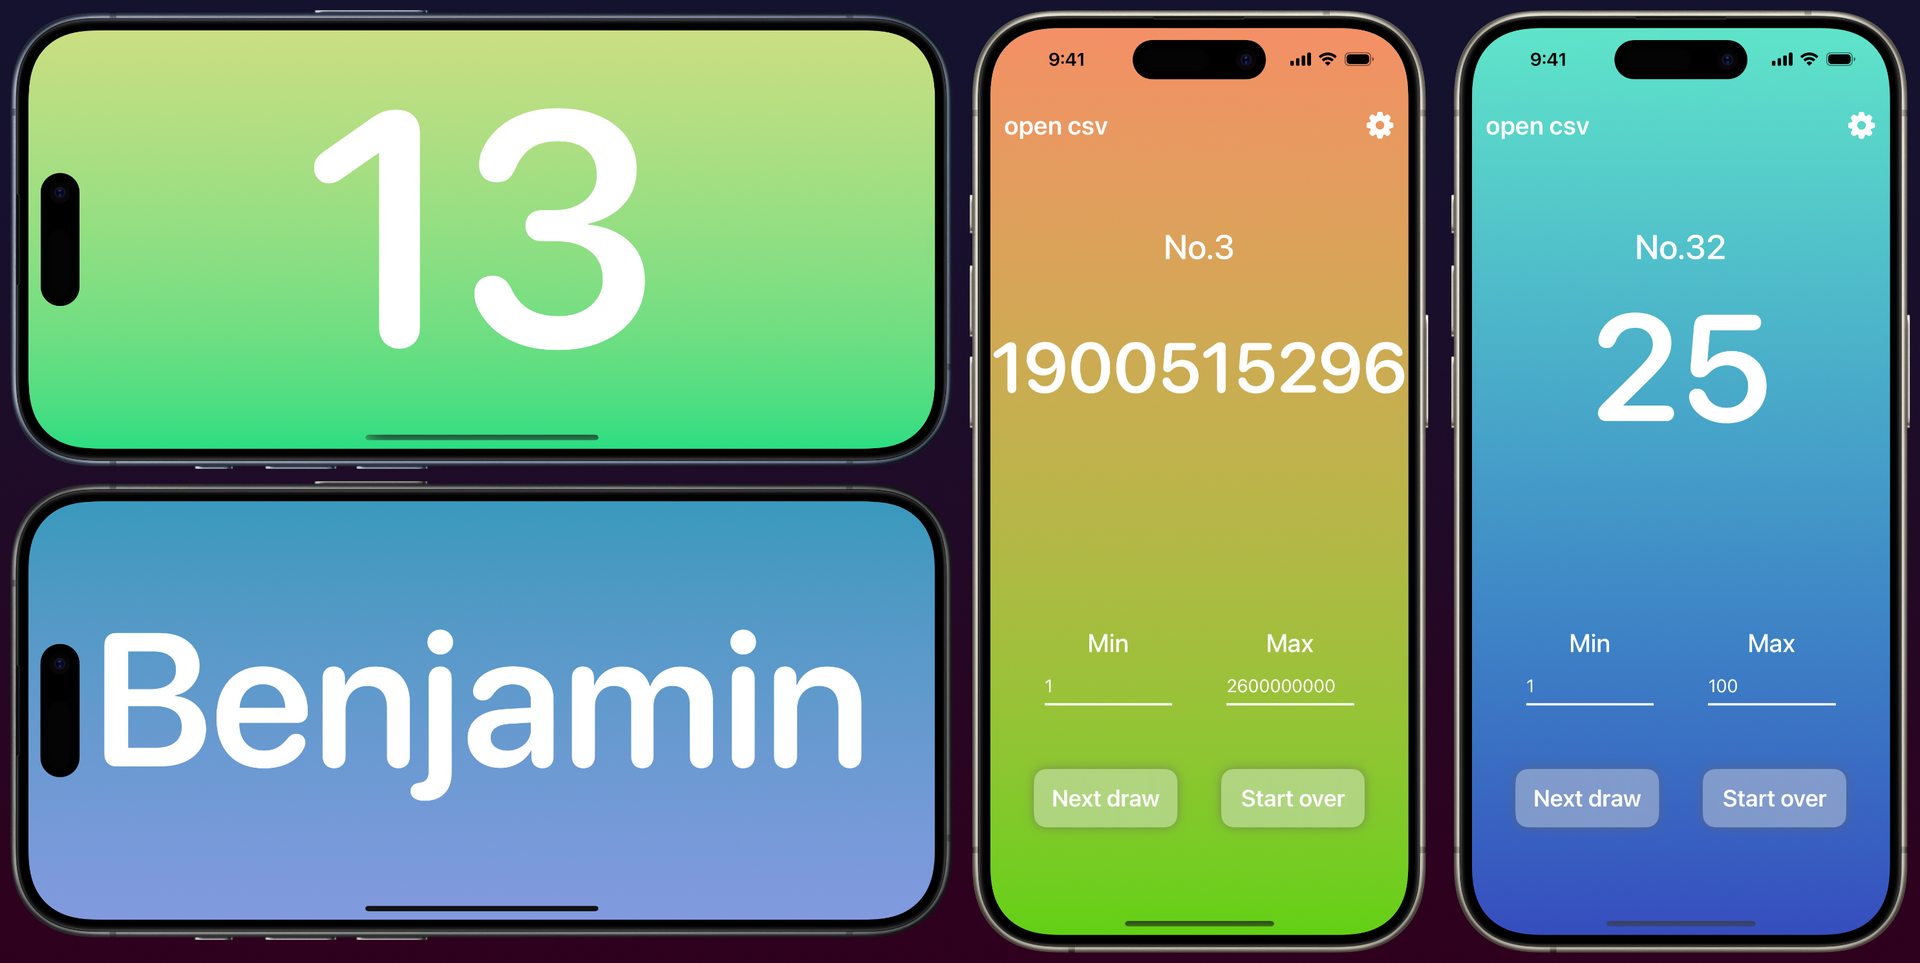 13
Benjamin
9:41
open csv
No.3
1900515296
Min Max
1 2600000000
Next draw Start over
9:41
open csv
No.32
25
Min Max
1 100
Next draw Start over